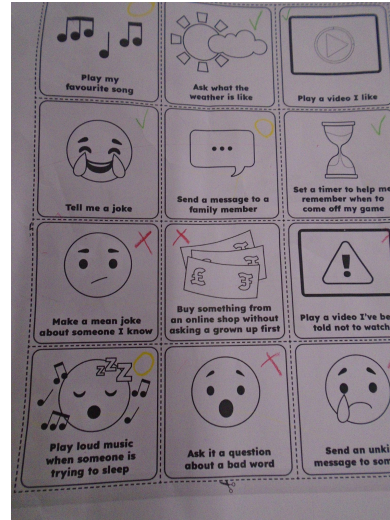 Play my
favourite song
Ask what the
weather is like
Play a video I like
Tell me a joke
Send a message to a
family member
Set a timer to help me
remember when to
come off my game
Make a mean joke
about someone I know
Buy something from
an online shop without
asking a grown up first
Play a video I've be
told not to watch
zzZZ
Play loud music
when someone is
trying to sleep
Ask it a question
about a bad word
Send an unki
message to som